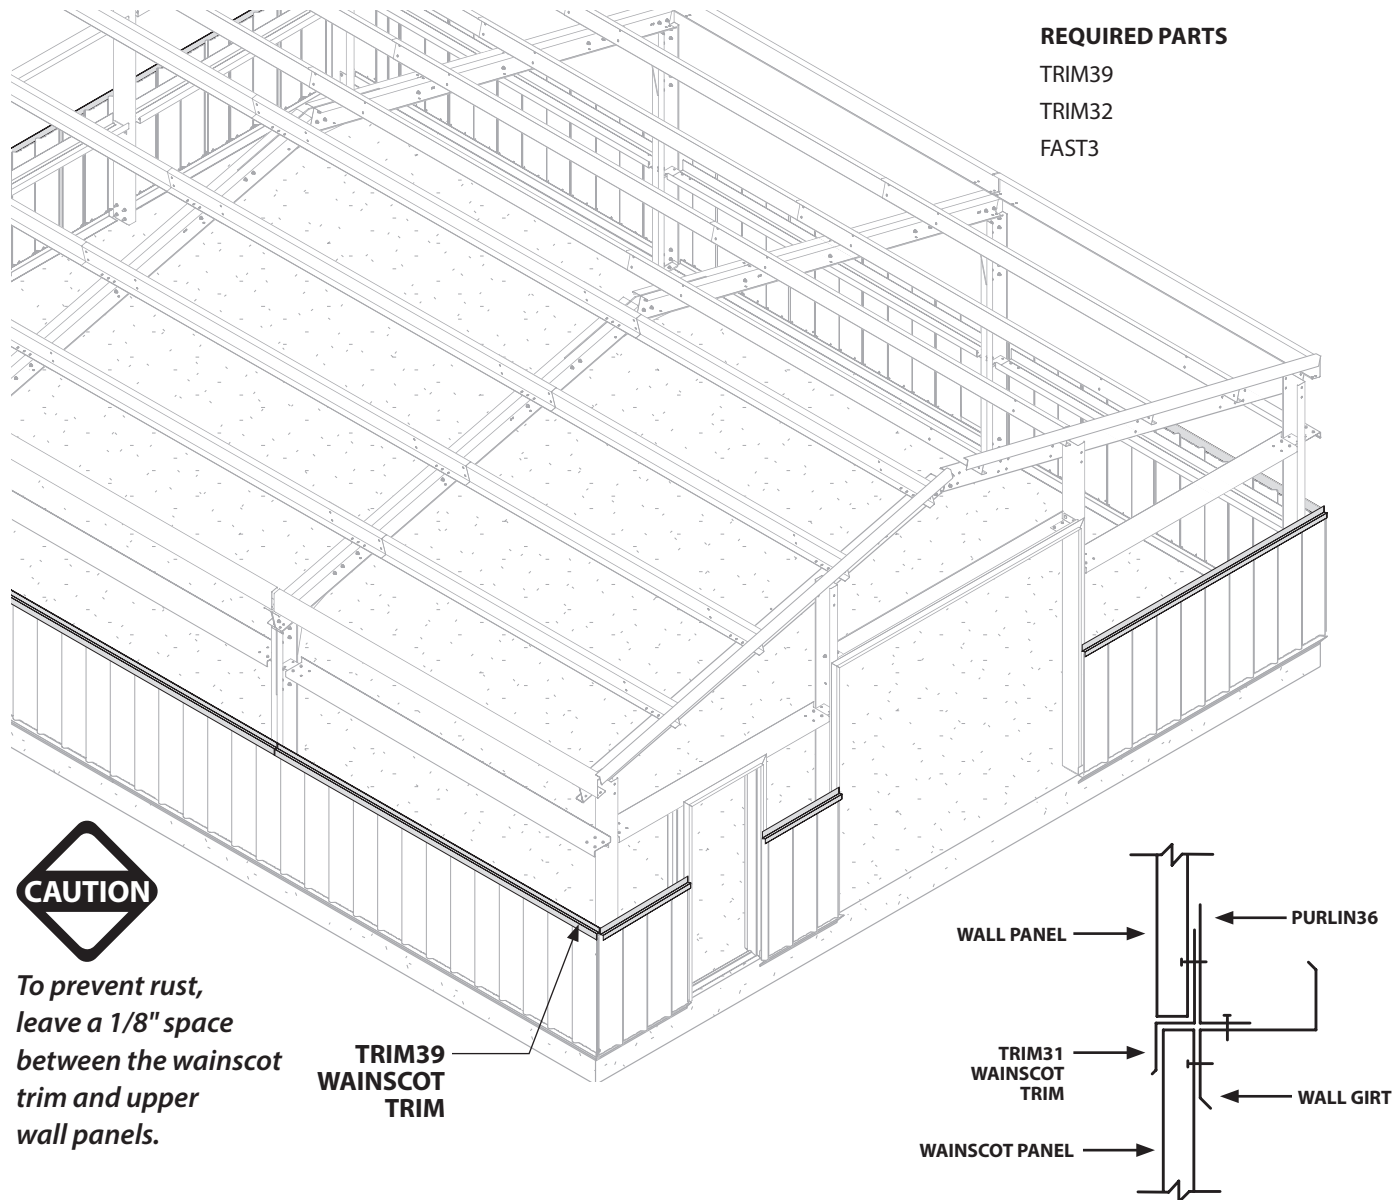 REQUIRED PARTS
TRIM39
TRIM32
FAST3
CAUTION
To prevent rust,
leave a 1/8" space
between the wainscot
trim and upper
wall panels.
TRIM39
WAINSCOT
TRIM
WALL PANEL
PURLIN36
TRIM31
WAINSCOT
TRIM
WALL GIRT
WAINSCOT PANEL